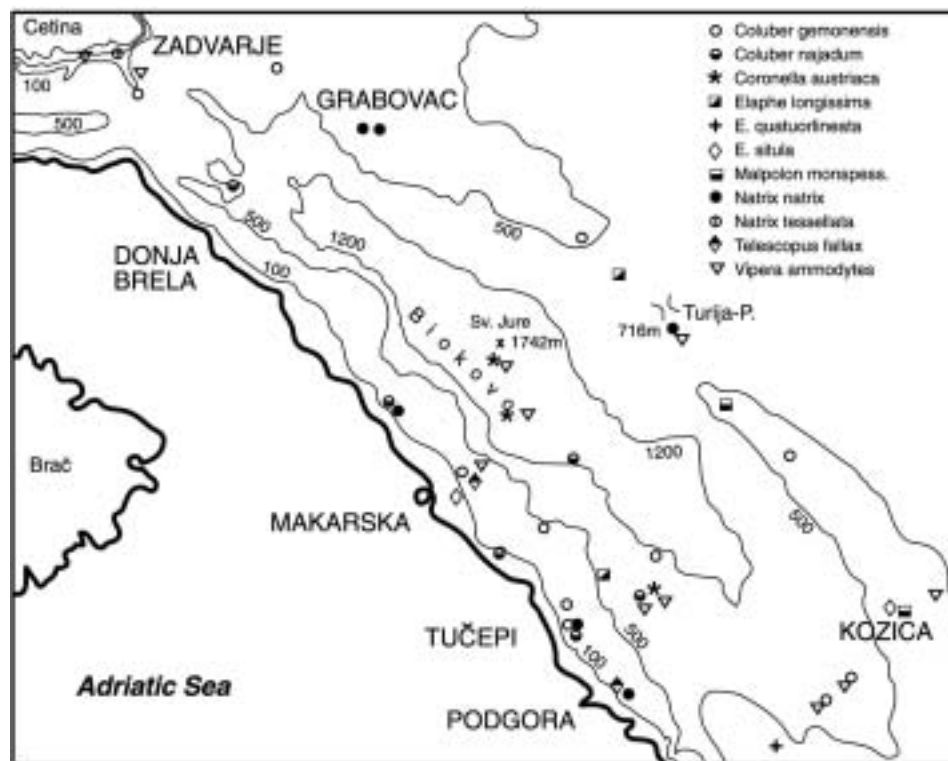 Cetina
ZADVARJE
100
500
GRABOVAC
Coluber gemonensis
Coluber najadum
Coronella austriaca
Elaphe longissima
E. quatuorlineata
E. situla
Malpolon monspess.
Natrix natrix
Natrix tessellata
Telescopus fallax
Vipera ammodytes
500
500
1200
100
DONJA
BRELA
Biokovo
Sv. Jure
x 1742m
Turija-P.
716m
Brač
1200
MAKARSKA
500
TUČEPI
500
100
KOZICA
Adriatic Sea
PODGORA